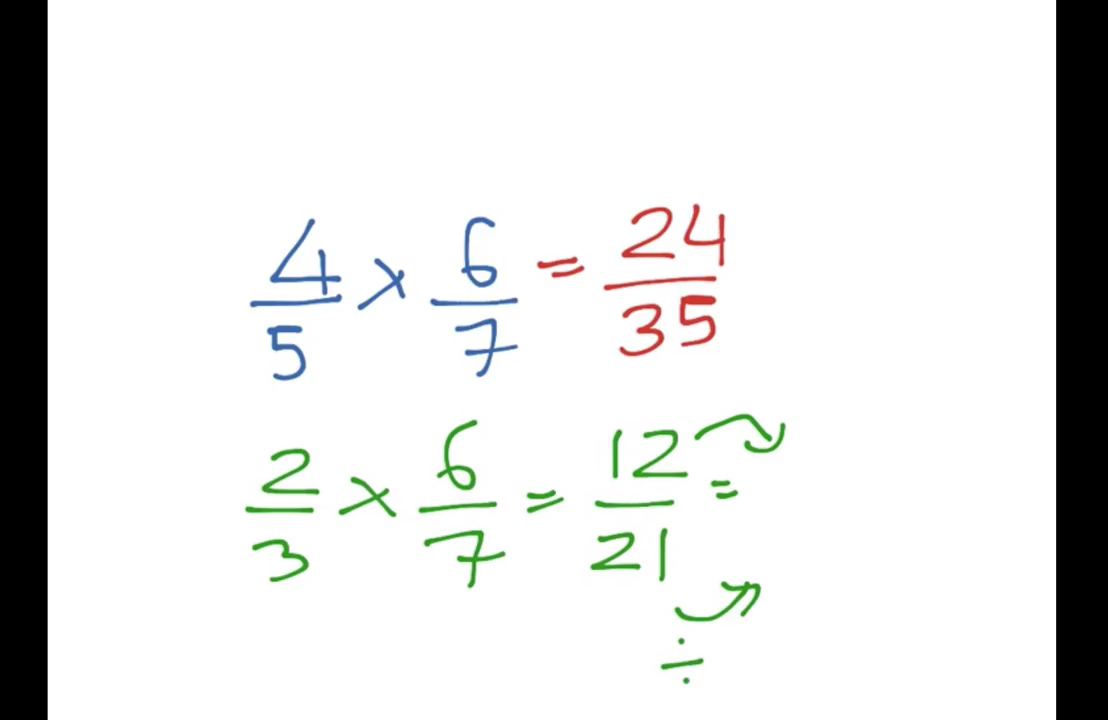 4/5 × 6/7 = 24/35
2/3 × 6/7 = 12/21 =
÷